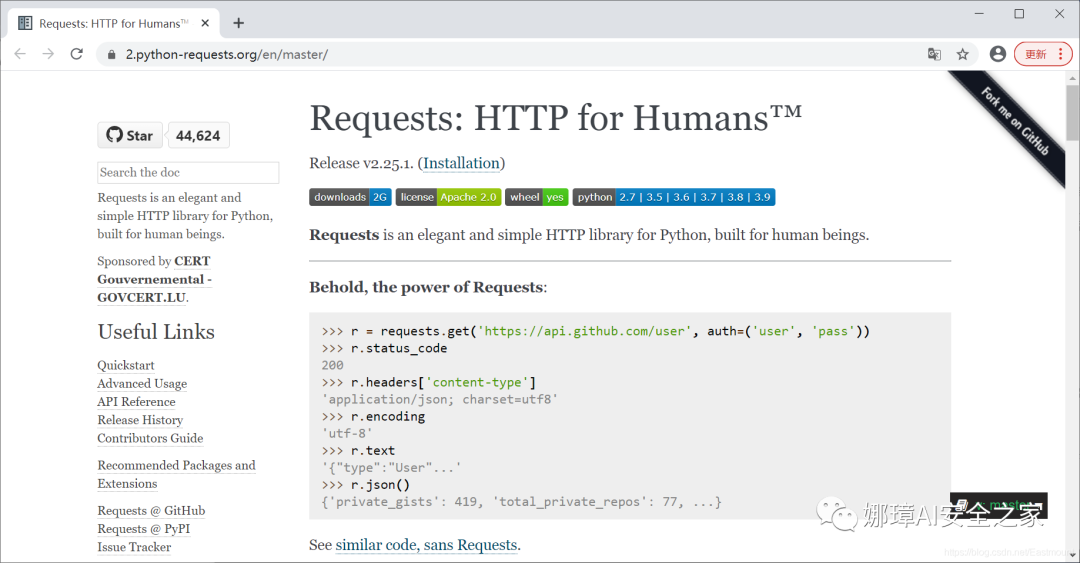 Requests: HTTP for Humans™
2.python-requests.org/en/master/
更新
Fork me on GitHub
Star
44,624
Search the doc
Requests is an elegant and
simple HTTP library for Python,
built for human beings.
Sponsored by CERT
Gouvernemental -
GOVCERT.LU.
Useful Links
Quickstart
Advanced Usage
API Reference
Release History
Contributors Guide
Recommended Packages and
Extensions
Requests @ GitHub
Requests @ PyPI
Issue Tracker
Requests: HTTP for Humans™
Release v2.25.1. (Installation)
downloads 2G license Apache 2.0 wheel yes python 2.7 | 3.5 | 3.6 | 3.7 | 3.8 | 3.9
Requests is an elegant and simple HTTP library for Python, built for human beings.
Behold, the power of Requests:
>>> r = requests.get('https://api.github.com/user', auth=('user', 'pass'))
>>> r.status_code
200
>>> r.headers['content-type']
'application/json; charset=utf8'
>>> r.encoding
'utf-8'
>>> r.text
'{"type":"User"...'
>>> r.json()
{'private_gists': 419, 'total_private_repos': 77, ...}
See similar code, sans Requests.
娜璋AI安全之家